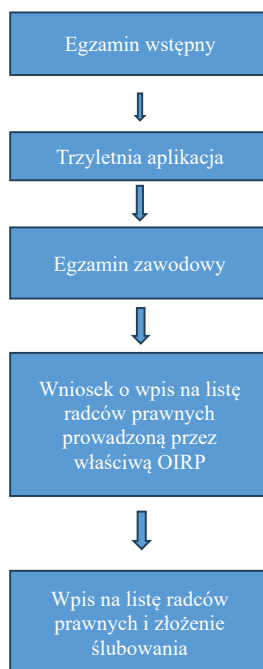 Egzamin wstępny
Trzyletnia aplikacja
Egzamin zawodowy
Wniosek o wpis na listę
radców prawnych
prowadzoną przez
właściwą OIRP
Wpis na listę radców
prawnych i złożenie
ślubowania